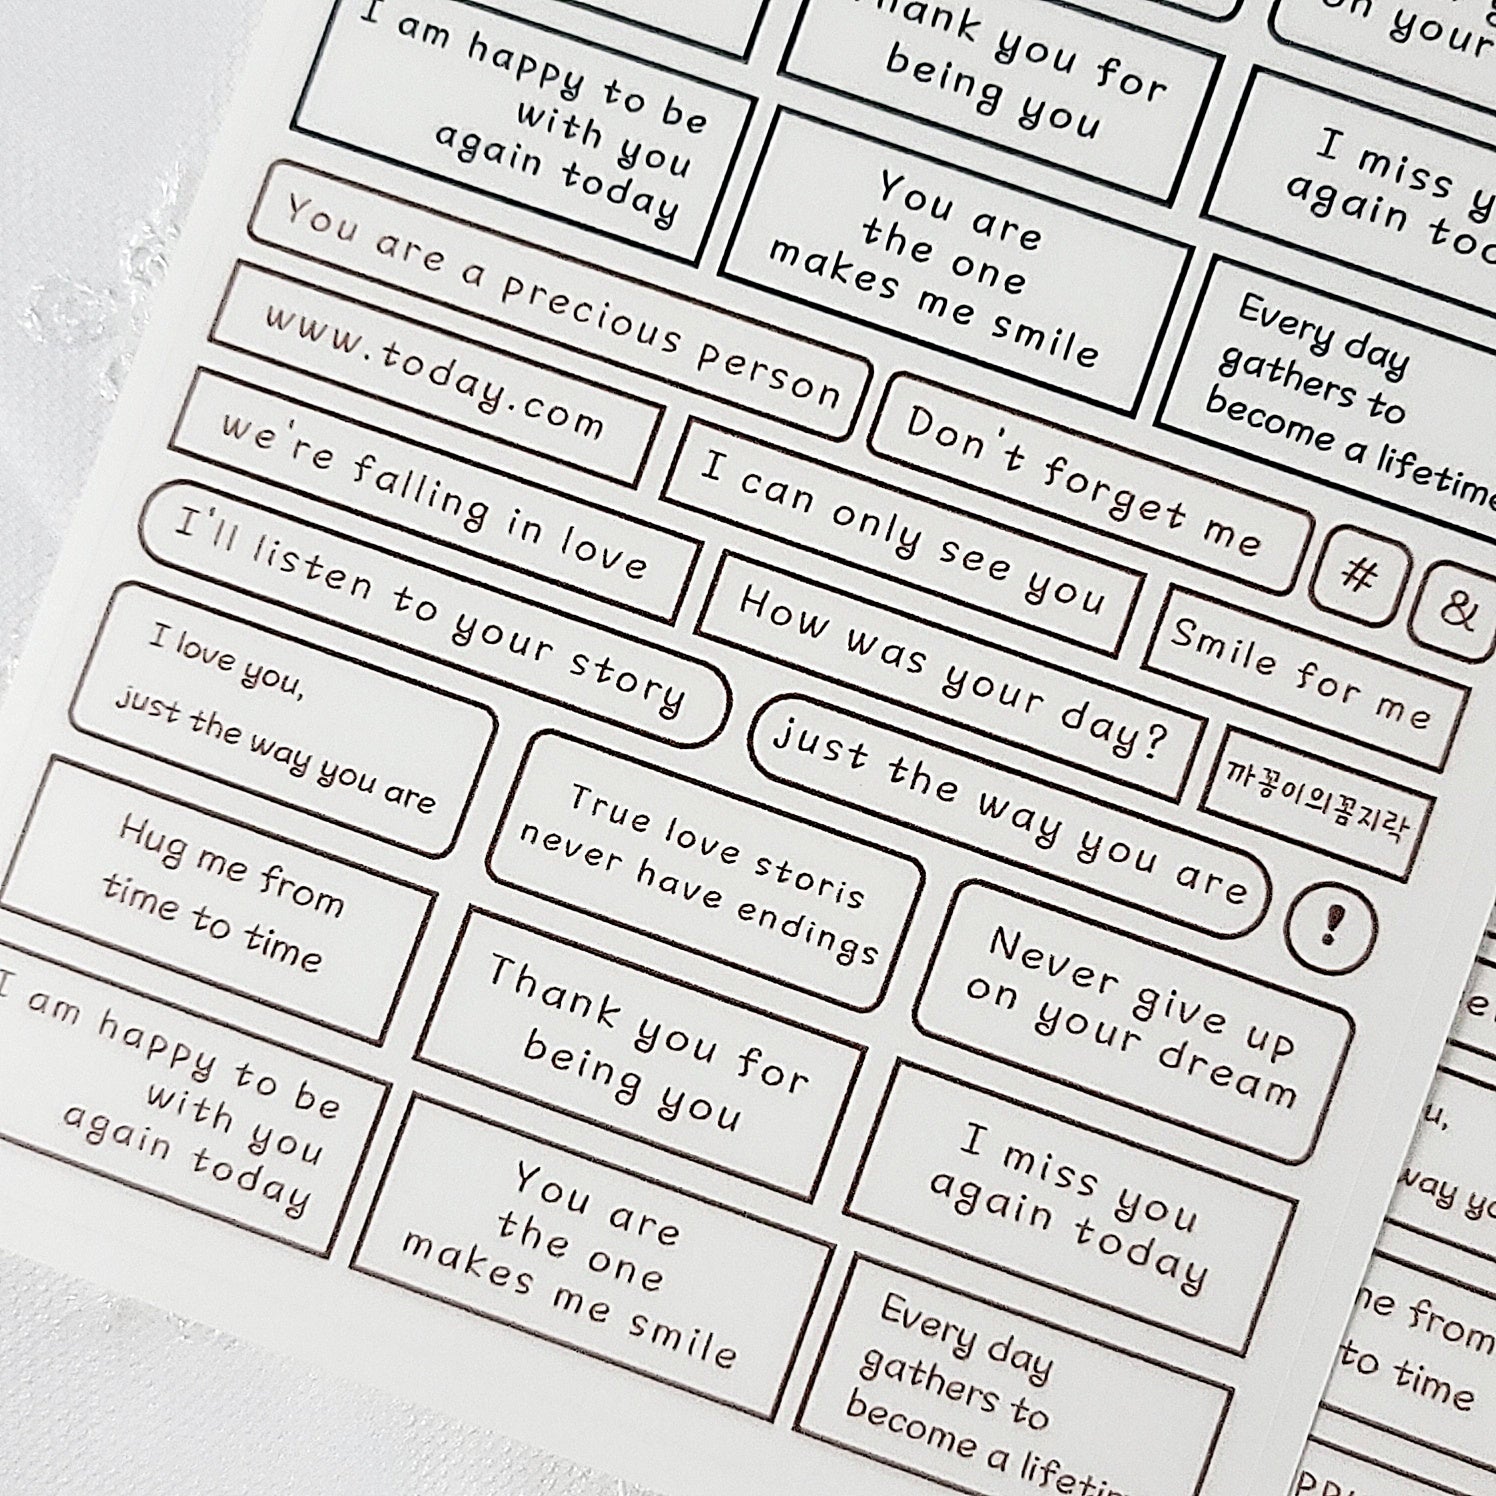 I am happy to be
with you
again today
Thank you for
being you
on your
You are
the one
makes me smile
I miss
again
Every day
gathers to
become a lifetime
You are a precious person
www.today.com
Don't forget me
#
&
we're falling in love
I can only see you
Smile for me
I'll listen to your story
How was your day?
까꿍이의꼼지락
I love you,
just the way you are
just the way you are
!
True love storis
never have endings
Never give up
on your dream
Hug me from
time to time
Thank you for
being you
I miss you
again today
I am happy to be
with you
again today
You are
the one
makes me smile
Every day
gathers to
become a
way
from
to time